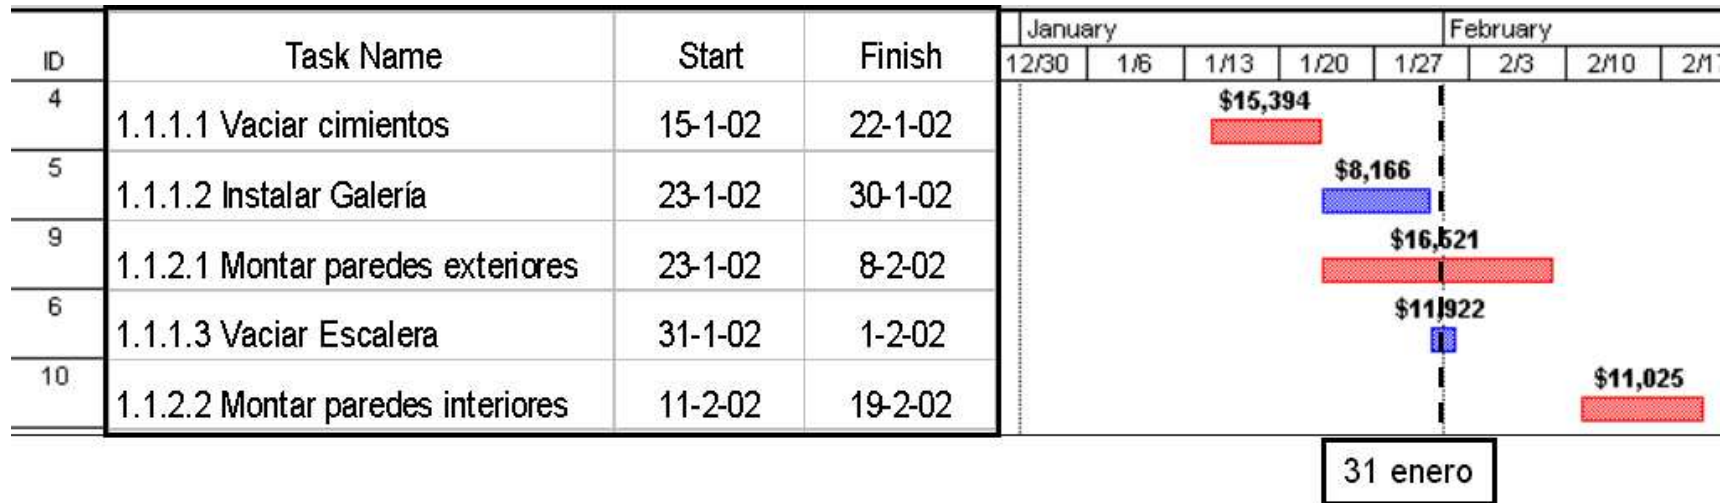 January February
ID Task Name Start Finish 12/30 1/6 1/13 1/20 1/27 2/3 2/10 2/17
4 1.1.1.1 Vaciar cimientos 15-1-02 22-1-02 $15,394
5 1.1.1.2 Instalar Galería 23-1-02 30-1-02 $8,166
9 1.1.2.1 Montar paredes exteriores 23-1-02 8-2-02 $16,521
6 1.1.1.3 Vaciar Escalera 31-1-02 1-2-02 $11,922
10 1.1.2.2 Montar paredes interiores 11-2-02 19-2-02 $11,025
31 enero